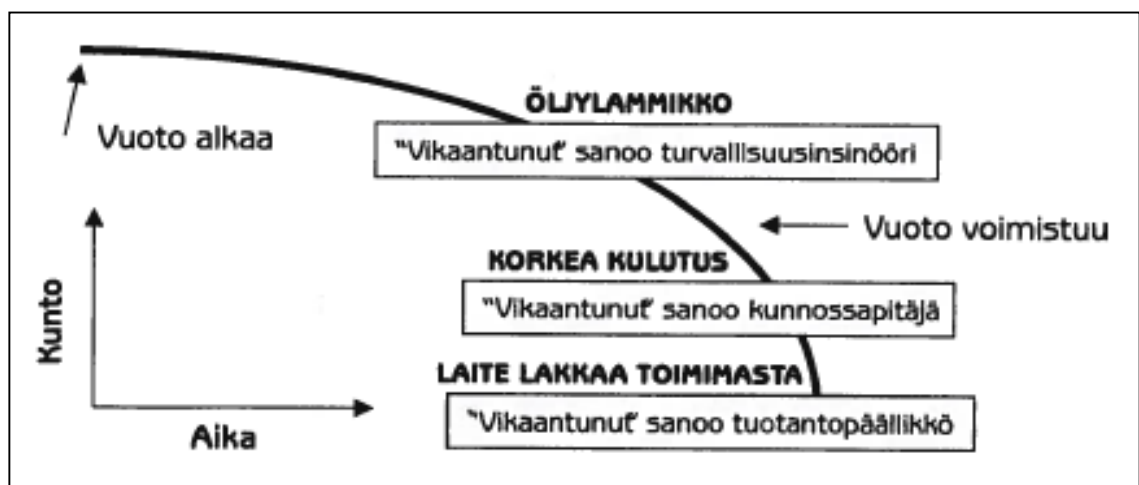 ÖLJYLAMMIKKO
Vuoto alkaa
"Vikaantunut" sanoo turvallisuusinsinööri
Vuoto voimistuu
KORKEA KULUTUS
"Vikaantunut" sanoo kunnossapitäjä
Kunto
LAITE LAKKAA TOIMIMASTA
"Vikaantunut" sanoo tuotantopäällikkö
Aika